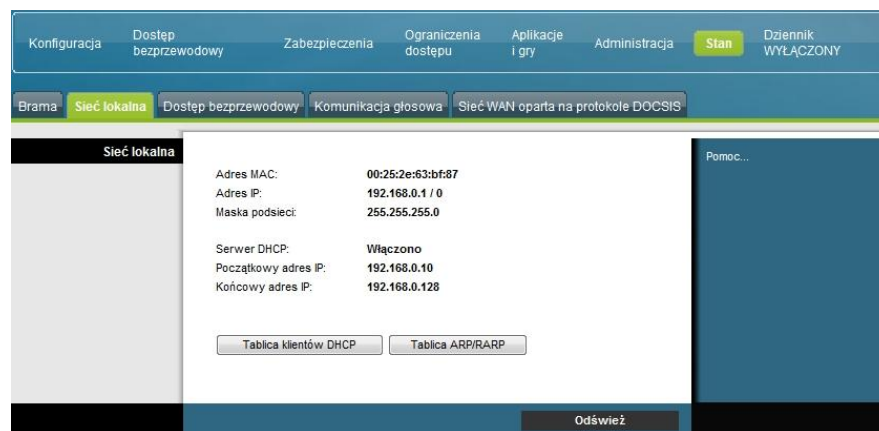 Konfiguracja
Dostęp
bezprzewodowy
Zabezpieczenia
Ograniczenia
dostępu
Aplikacje
i gry
Administracja
Stan
Dziennik
WYŁĄCZONY
Brama
Sieć lokalna
Dostęp bezprzewodowy
Komunikacja głosowa
Sieć WAN oparta na protokole DOCSIS
Sieć lokalna
Adres MAC: 00:25:2e:63:bf:87
Adres IP: 192.168.0.1 / 0
Maska podsieci: 255.255.255.0
Serwer DHCP: Włączono
Początkowy adres IP: 192.168.0.10
Końcowy adres IP: 192.168.0.128
Tablica klientów DHCP
Tablica ARP/RARP
Pomoc...
Odśwież